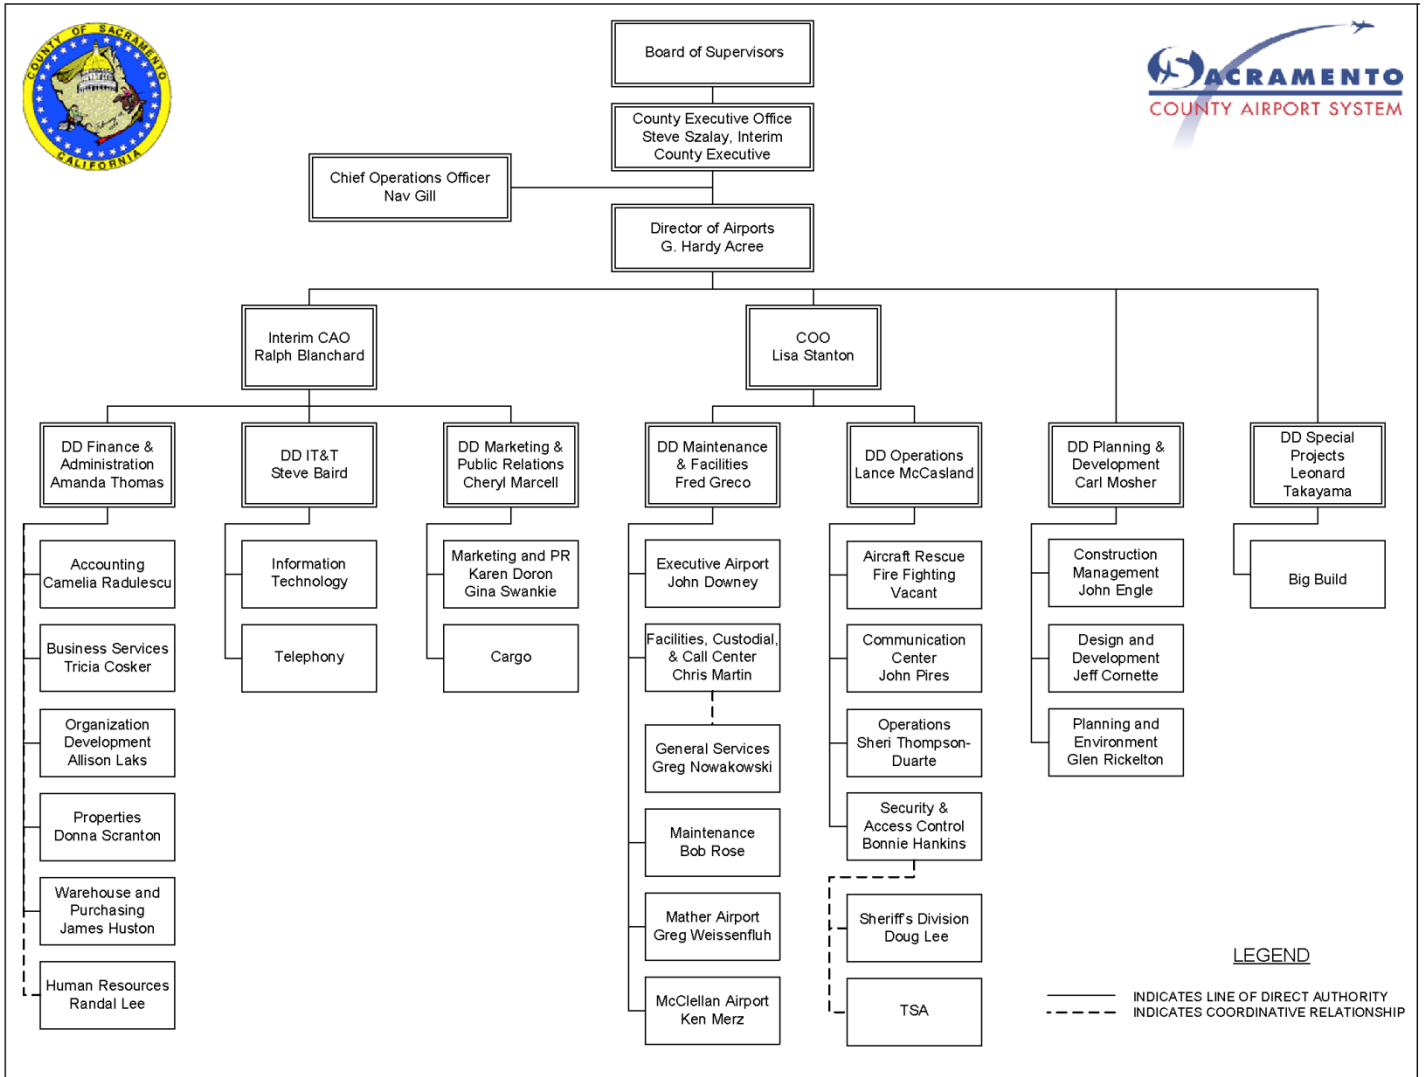 COUNTY OF SACRAMENTO
CALIFORNIA
Board of Supervisors
SACRAMENTO
COUNTY AIRPORT SYSTEM
County Executive Office
Steve Szalay, Interim
County Executive
Chief Operations Officer
Nav Gill
Director of Airports
G. Hardy Acree
Interim CAO
Ralph Blanchard
COO
Lisa Stanton
DD Finance &
Administration
Amanda Thomas
DD IT&T
Steve Baird
DD Marketing &
Public Relations
Cheryl Marcell
DD Maintenance
& Facilities
Fred Greco
DD Operations
Lance McCasland
DD Planning &
Development
Carl Mosher
DD Special
Projects
Leonard
Takayama
Accounting
Camelia Radulescu
Business Services
Tricia Cosker
Organization
Development
Allison Laks
Properties
Donna Scranton
Warehouse and
Purchasing
James Huston
Human Resources
Randal Lee
Information
Technology
Telephony
Marketing and PR
Karen Doron
Gina Swankie
Cargo
Executive Airport
John Downey
Facilities, Custodial,
& Call Center
Chris Martin
General Services
Greg Nowakowski
Maintenance
Bob Rose
Mather Airport
Greg Weissenfluh
McClellan Airport
Ken Merz
Aircraft Rescue
Fire Fighting
Vacant
Communication
Center
John Pires
Operations
Sheri Thompson-
Duarte
Security &
Access Control
Bonnie Hankins
Sheriff's Division
Doug Lee
TSA
Construction
Management
John Engle
Design and
Development
Jeff Cornette
Planning and
Environment
Glen Rickelton
Big Build
LEGEND
INDICATES LINE OF DIRECT AUTHORITY
INDICATES COORDINATIVE RELATIONSHIP